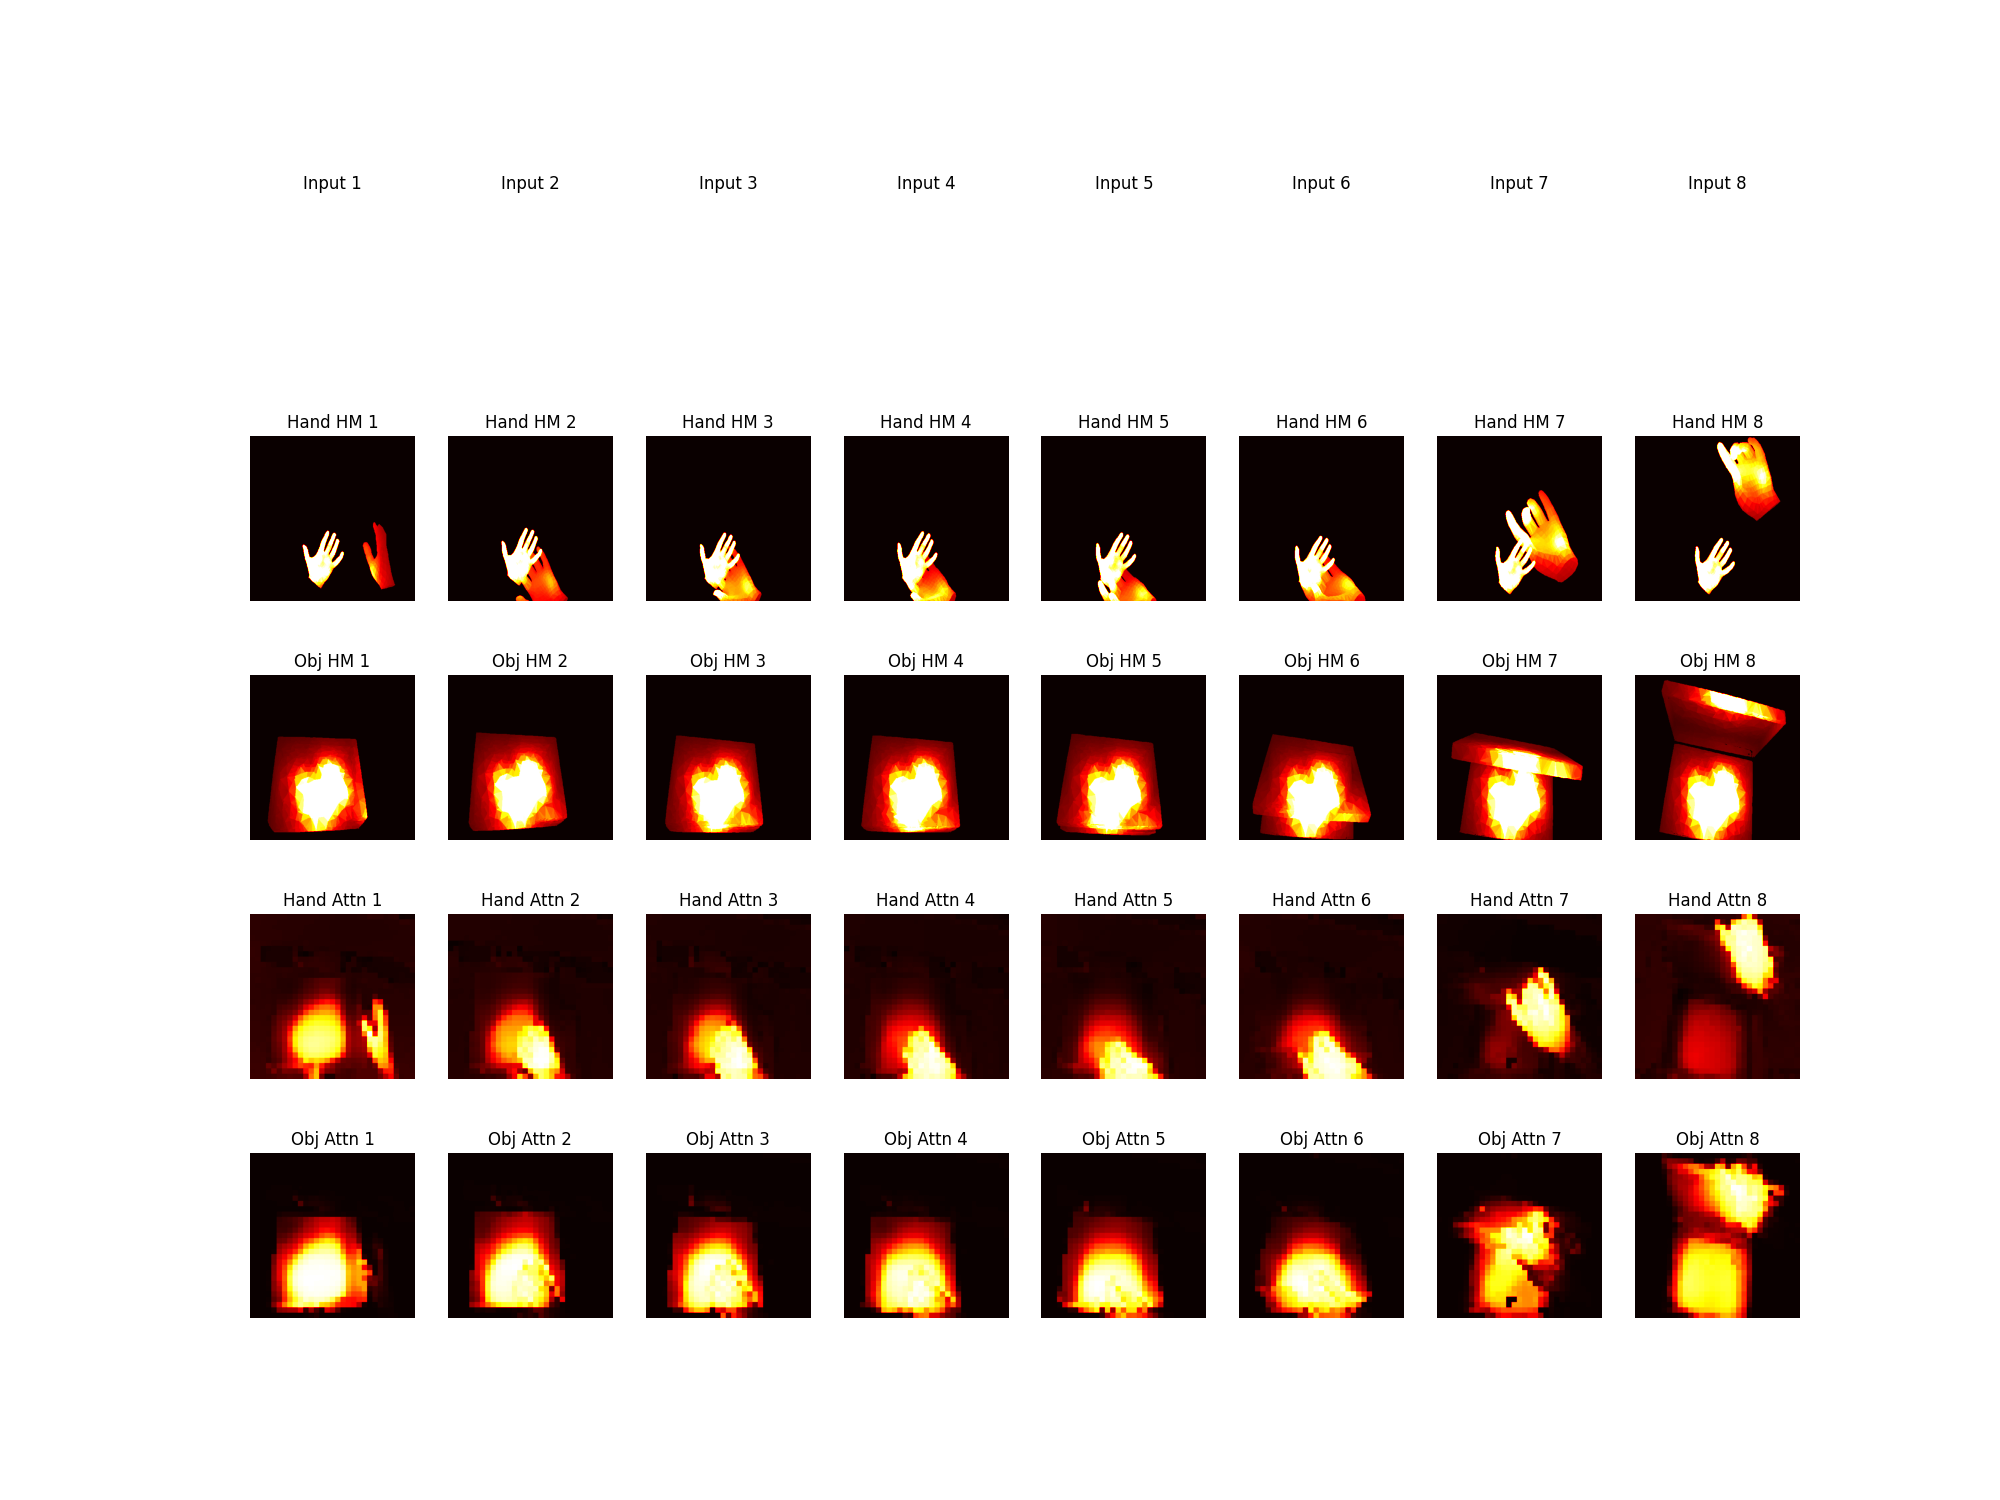 Input 1 Input 2 Input 3 Input 4 Input 5 Input 6 Input 7 Input 8
Hand HM 1 Hand HM 2 Hand HM 3 Hand HM 4 Hand HM 5 Hand HM 6 Hand HM 7 Hand HM 8
Obj HM 1 Obj HM 2 Obj HM 3 Obj HM 4 Obj HM 5 Obj HM 6 Obj HM 7 Obj HM 8
Hand Attn 1 Hand Attn 2 Hand Attn 3 Hand Attn 4 Hand Attn 5 Hand Attn 6 Hand Attn 7 Hand Attn 8
Obj Attn 1 Obj Attn 2 Obj Attn 3 Obj Attn 4 Obj Attn 5 Obj Attn 6 Obj Attn 7 Obj Attn 8